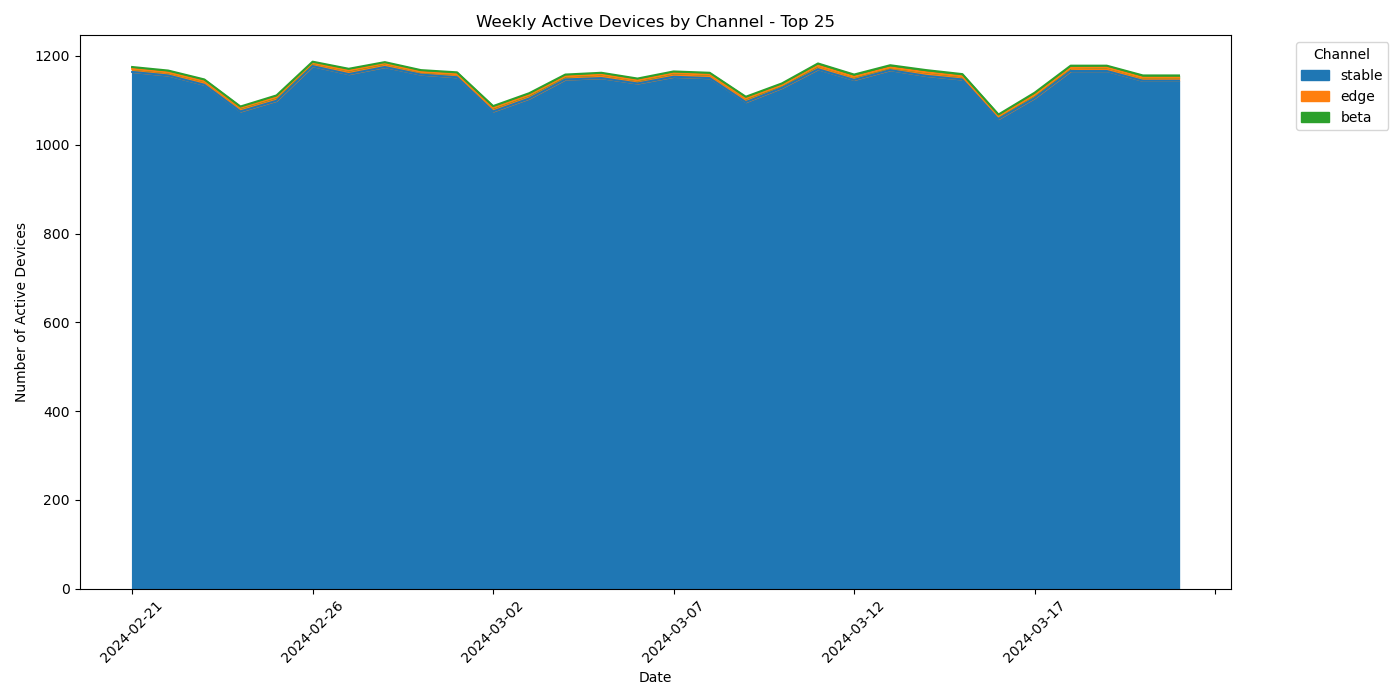 Weekly Active Devices by Channel - Top 25
Number of Active Devices
1200
1000
800
600
400
200
0
2024-02-21
2024-02-26
2024-03-02
2024-03-07
2024-03-12
2024-03-17
Date
Channel
stable
edge
beta